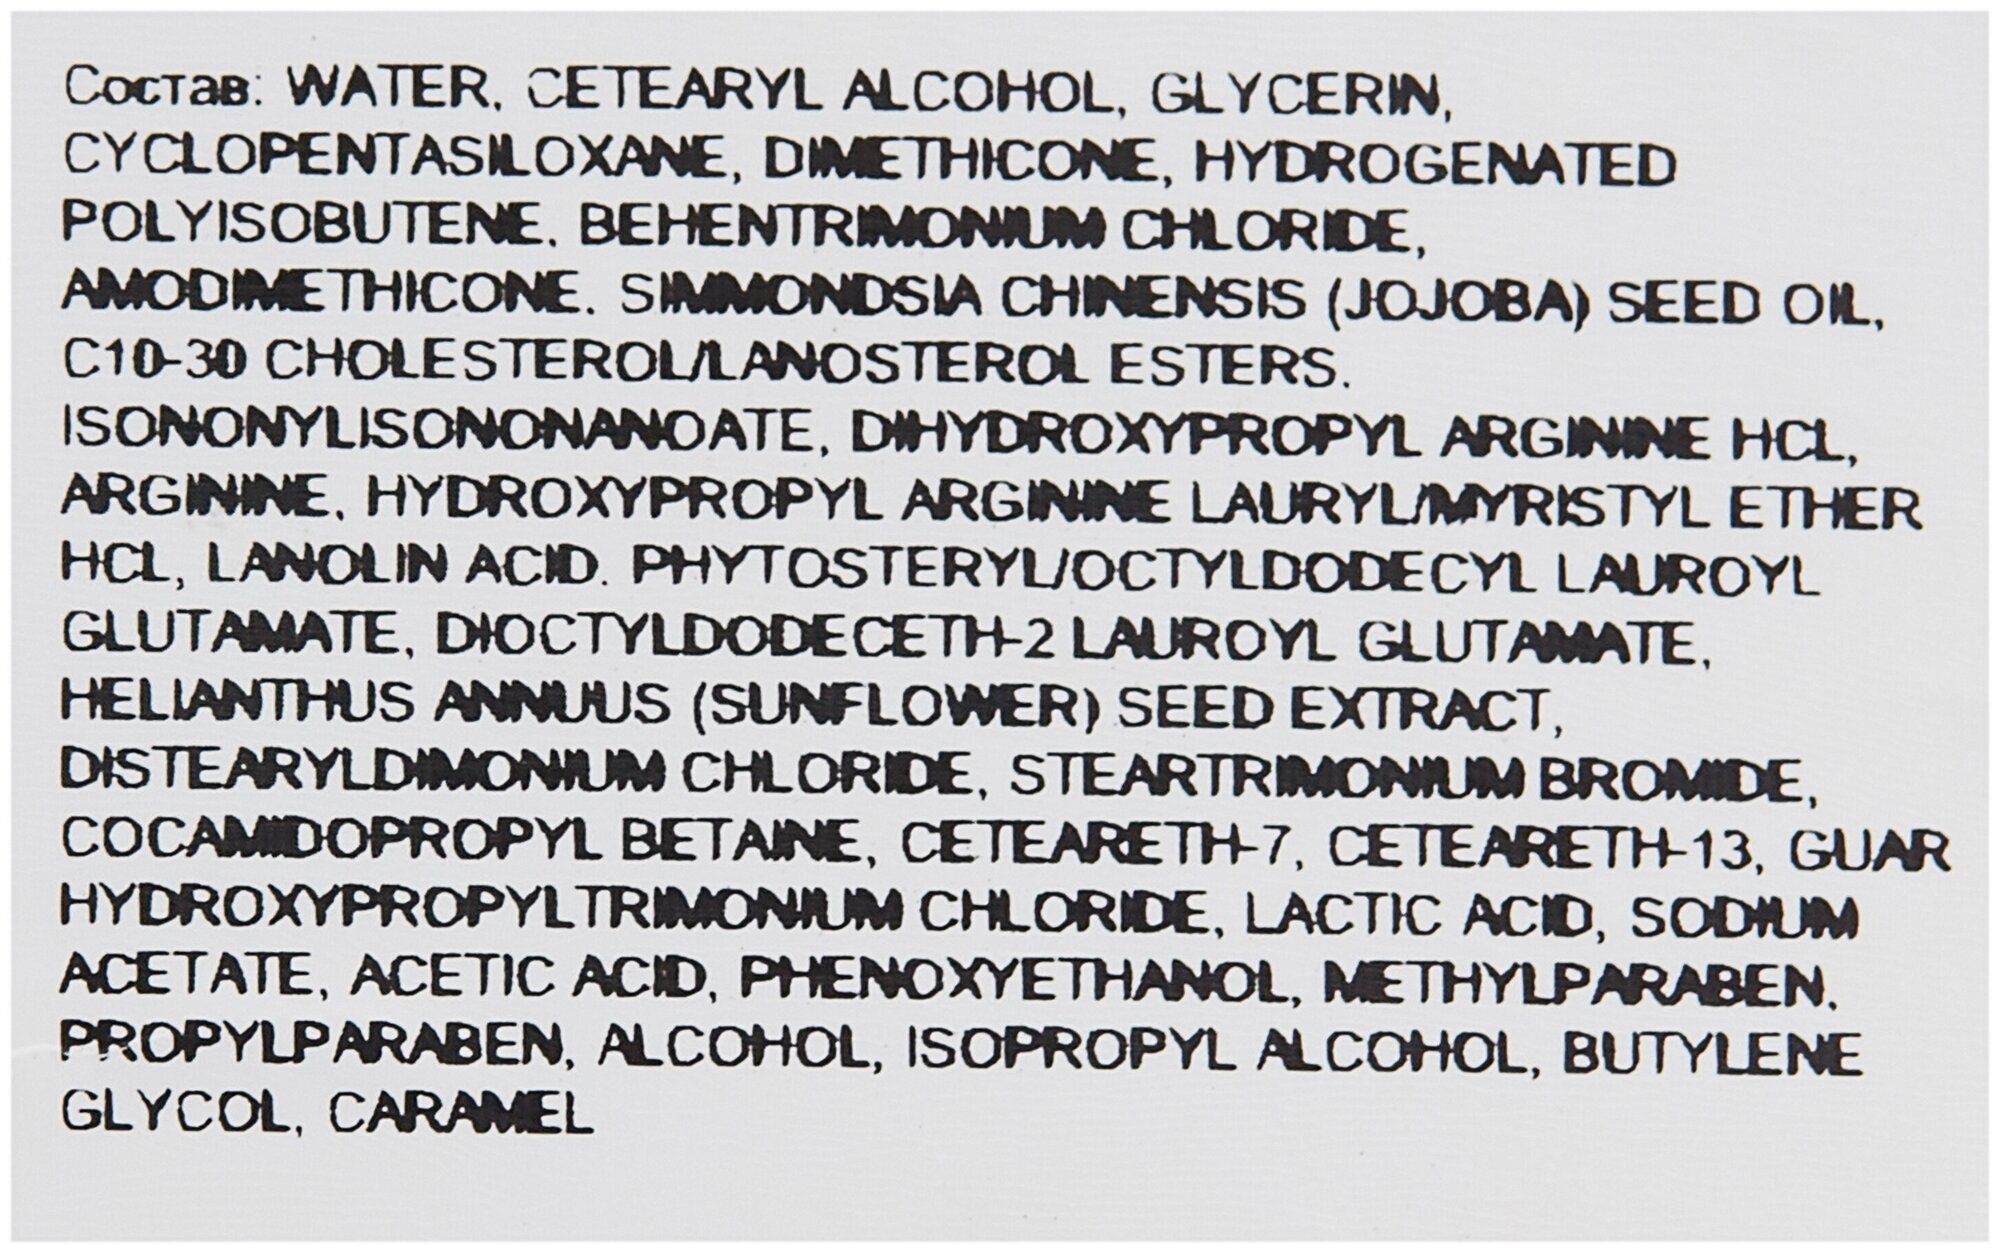 Состав: WATER, CETEARYL ALCOHOL, GLYCERIN,
CYCLOPENTASILOXANE, DIMETHICONE, HYDROGENATED
POLYISOBUTENE. BEHENTRIMONIUM CHLORIDE,
AMODIMETHICONE. SIMMONDSIA CHINENSIS (JOJOBA) SEED OIL,
C10-30 CHOLESTEROL/LANOSTEROL ESTERS.
ISONONYLISONONANOATE, DIHYDROXYPROPYL ARGININE HCL,
ARGININE, HYDROXYPROPYL ARGININE LAURYL/MYRISTYL ETHER
HCL, LANOLIN ACID. PHYTOSTERYL/OCTYLDODECYL LAUROYL
GLUTAMATE, DIOCTYLDODECETH-2 LAUROYL GLUTAMATE,
HELIANTHUS ANNUUS (SUNFLOWER) SEED EXTRACT,
DISTEARYLDIMONIUM CHLORIDE, STEARTRIMONIUM BROMIDE,
COCAMIDOPROPYL BETAINE, CETEARETH-7, CETEARETH-13, GUAR
HYDROXYPROPYLTRIMONIUM CHLORIDE, LACTIC ACID, SODIUM
ACETATE, ACETIC ACID, PHENOXYETHANOL, METHYLPARABEN,
PROPYLPARABEN, ALCOHOL, ISOPROPYL ALCOHOL, BUTYLENE
GLYCOL, CARAMEL